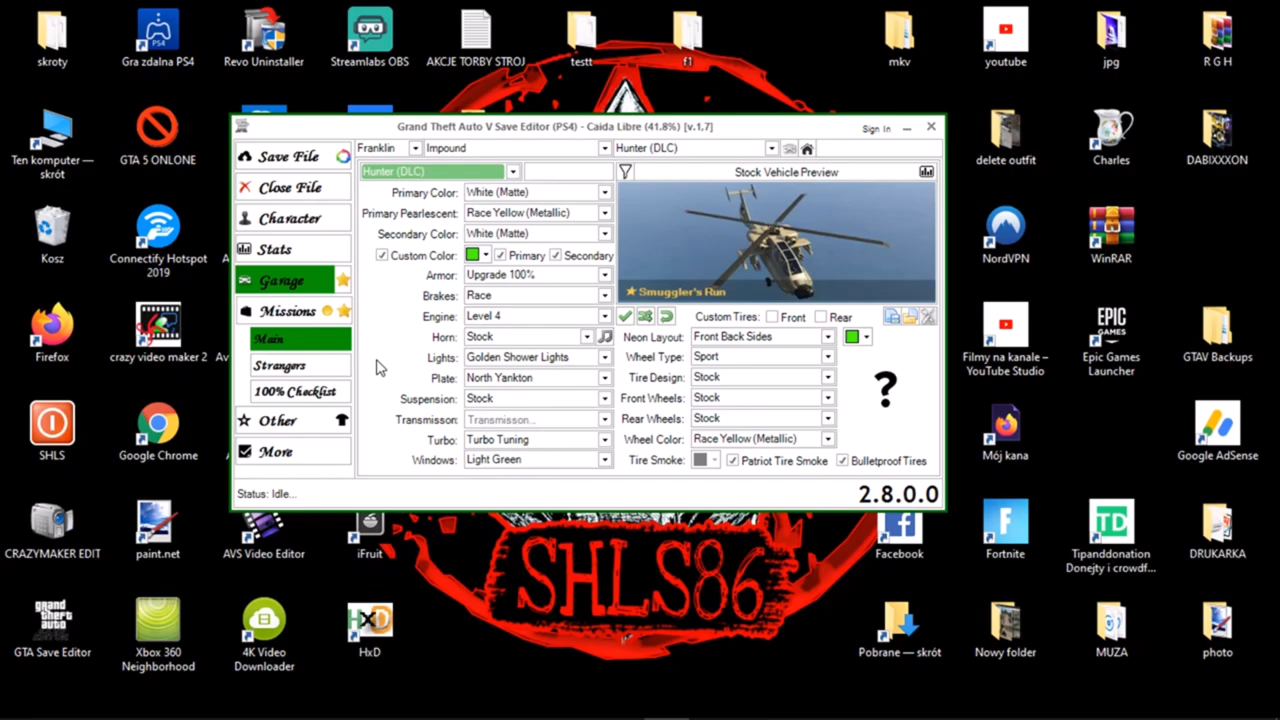 skroty
Gra zdalna PS4
Revo Uninstaller
Streamlabs OBS
AKCJE TORBY STROJ
testt
f1
mkv
youtube
jpg
R G H
Ten komputer — skrót
GTA 5 ONLONE
delete outfit
Charles
DABIXXXON
Kosz
Connectify Hotspot 2019
NordVPN
WinRAR
Firefox
crazy video maker 2
Filmy na kanale – YouTube Studio
Epic Games Launcher
GTAV Backups
SHLS
Google Chrome
Mój kana
Google AdSense
CRAZYMAKER EDIT
paint.net
AVS Video Editor
iFruit
Facebook
Fortnite
Tipanddonation Donejty i crowdf...
DRUKARKA
GTA Save Editor
Xbox 360 Neighborhood
4K Video Downloader
HxD
Pobrane — skrót
Nowy folder
MUZA
photo
Grand Theft Auto V Save Editor (PS4) - Caida Libre (41.8%) [v.1,7]
Sign In
Save File
Close File
Character
Stats
Garage
Missions
Main
Strangers
100% Checklist
Other
More
Franklin
Impound
Hunter (DLC)
Hunter (DLC)
Primary Color: White (Matte)
Primary Pearlescent: Race Yellow (Metallic)
Secondary Color: White (Matte)
Custom Color: Primary Secondary
Armor: Upgrade 100%
Brakes: Race
Engine: Level 4
Horn: Stock
Lights: Golden Shower Lights
Plate: North Yankton
Suspension: Stock
Transmisson: Transmisson...
Turbo: Turbo Tuning
Windows: Light Green
Stock Vehicle Preview
Smuggler's Run
Custom Tires: Front Rear
Neon Layout: Front Back Sides
Wheel Type: Sport
Tire Design: Stock
Front Wheels: Stock
Rear Wheels: Stock
Wheel Color: Race Yellow (Metallic)
Tire Smoke: Patriot Tire Smoke Bulletproof Tires
?
Status: Idle...
2.8.0.0
SHLS86